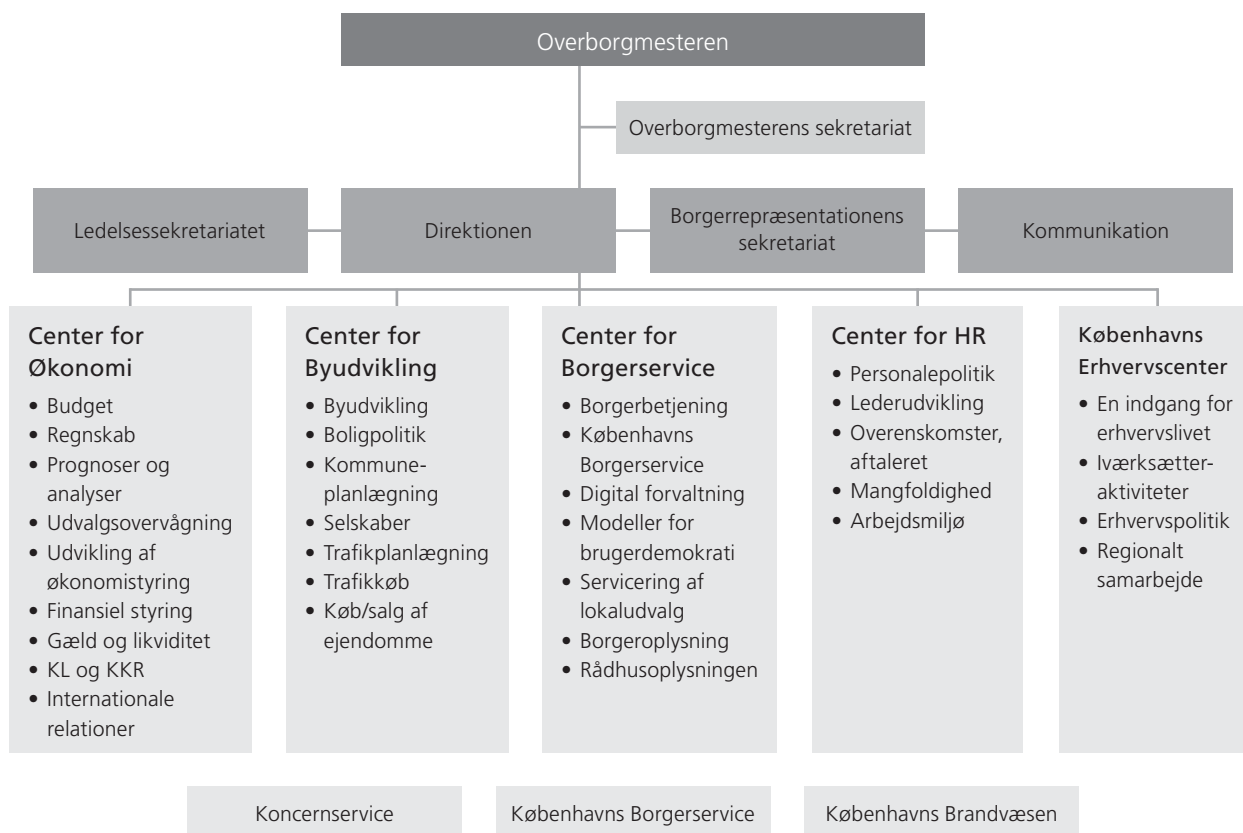 Overborgmesteren
Overborgmesterens sekretariat
Ledelsessekretariatet
Direktionen
Borgerrepræsentationens
sekretariat
Kommunikation
Center for
Økonomi
• Budget
• Regnskab
• Prognoser og
analyser
• Udvalgsovervågning
• Udvikling af
økonomistyring
• Finansiel styring
• Gæld og likviditet
• KL og KKR
• Internationale
relationer
Center for
Byudvikling
• Byudvikling
• Boligpolitik
• Kommune-
planlægning
• Selskaber
• Trafikplanlægning
• Trafikkøb
• Køb/salg af
ejendomme
Center for
Borgerservice
• Borgerbetjening
• Københavns
Borgerservice
• Digital forvaltning
• Modeller for
brugerdemokrati
• Servicering af
lokaludvalg
• Borgeroplysning
• Rådhusoplysningen
Center for HR
• Personalepolitik
• Lederudvikling
• Overenskomster,
aftaleret
• Mangfoldighed
• Arbejdsmiljø
Københavns
Erhvervscenter
• En indgang for
erhvervslivet
• Iværksætter-
aktiviteter
• Erhvervspolitik
• Regionalt
samarbejde
Koncernservice
Københavns Borgerservice
Københavns Brandvæsen